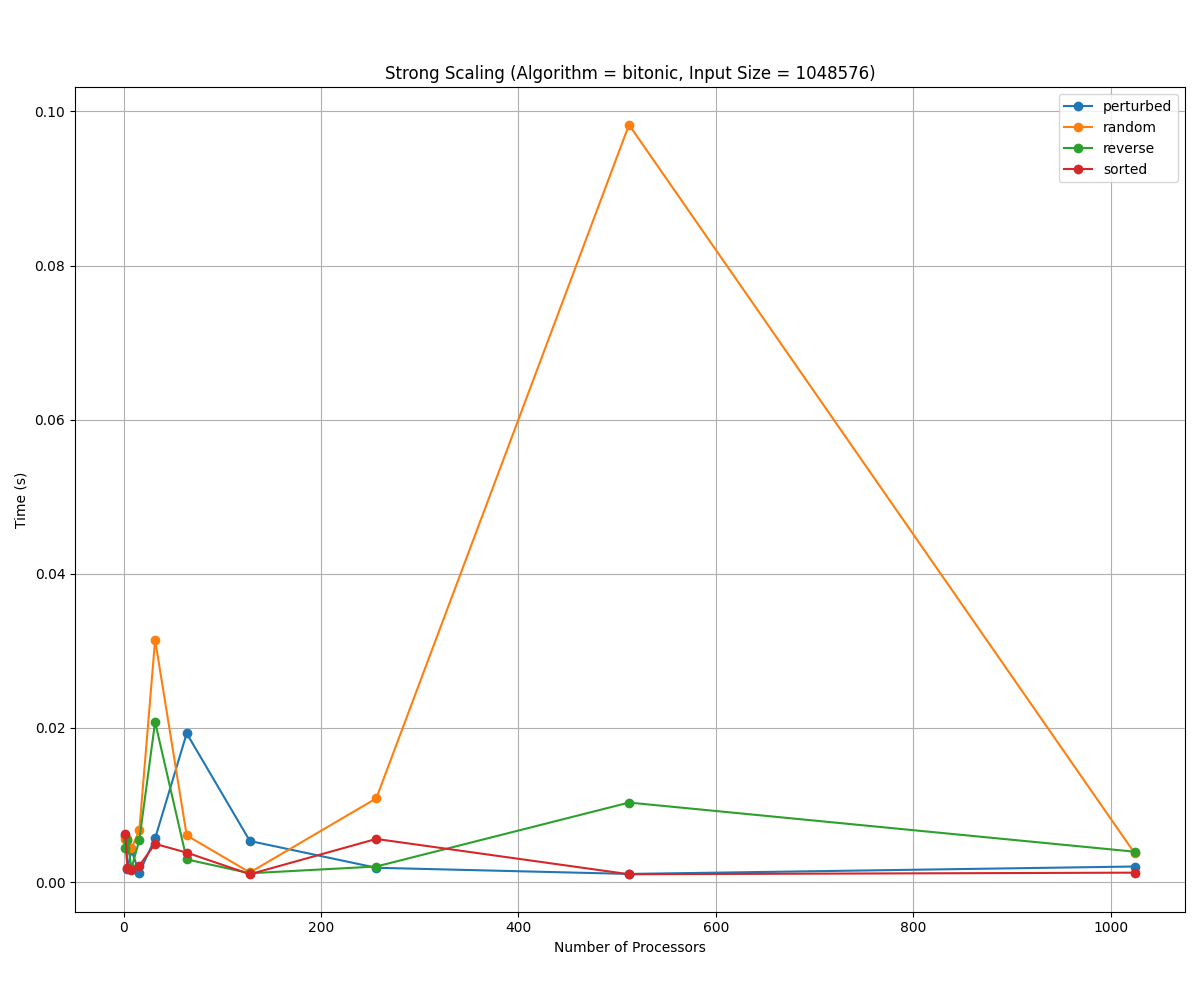 Strong Scaling (Algorithm = bitonic, Input Size = 1048576)
perturbed
random
reverse
sorted
0.10
0.08
0.06
0.04
0.02
0.00
Time (s)
0 200 400 600 800 1000
Number of Processors